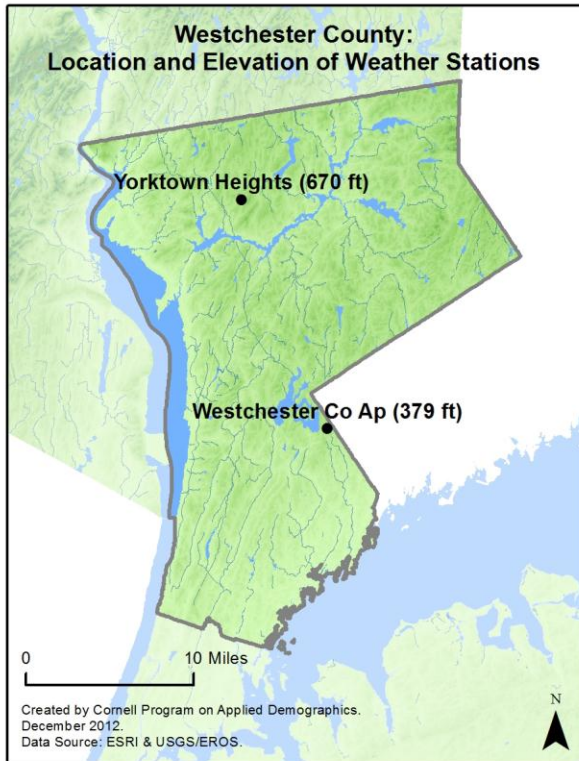 Westchester County:
Location and Elevation of Weather Stations
Yorktown Heights (670 ft)
Westchester Co Ap (379 ft)
0 10 Miles
N
Created by Cornell Program on Applied Demographics.
December 2012.
Data Source: ESRI & USGS/EROS.